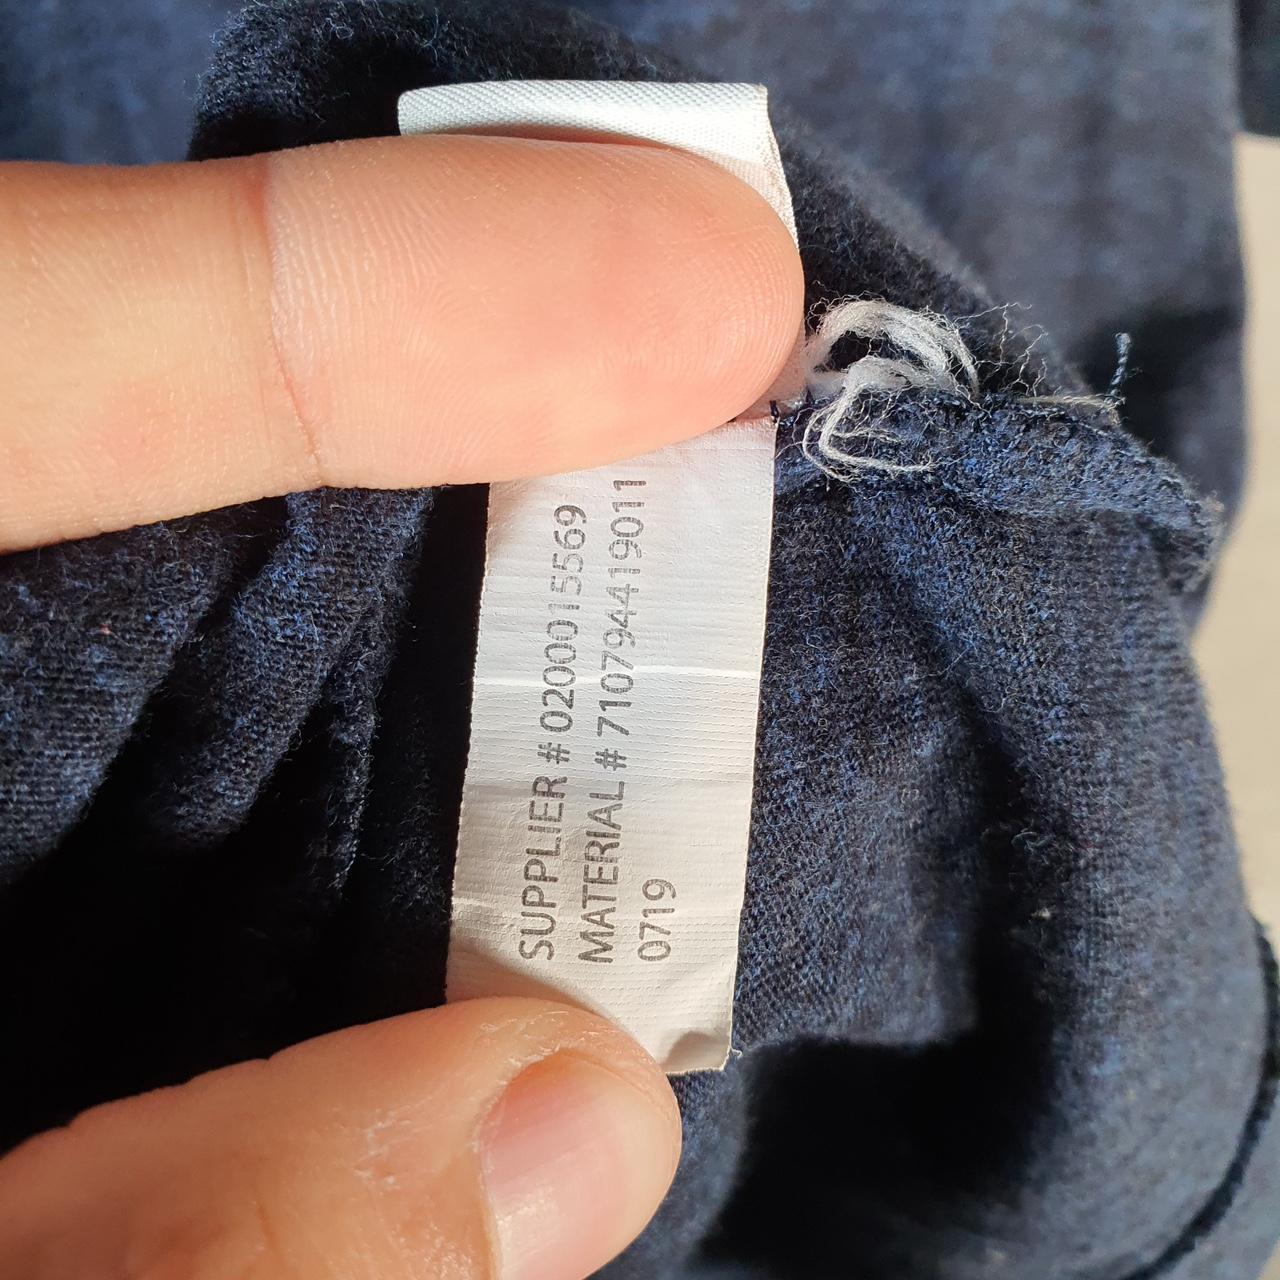 SUPPLIER # 0200015569
MATERIAL # 710794419011
0719